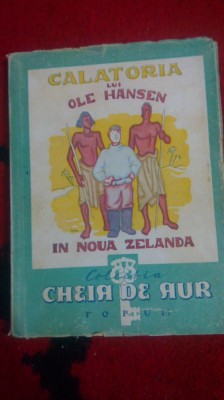 CALATORIA
LUI
OLE HANSEN
IN NOUA ZELANDA
Colecția
CHEIA DE AUR